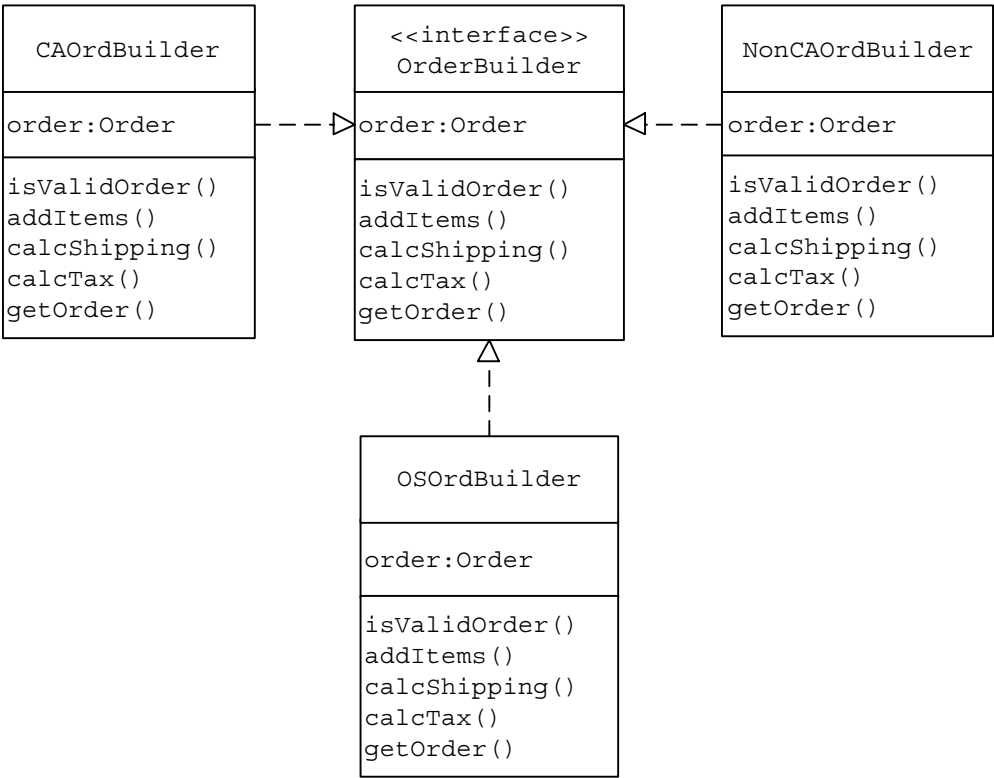 CAOrdBuilder
order:Order
isValidOrder()
addItems()
calcShipping()
calcTax()
getOrder()
<<interface>>
OrderBuilder
order:Order
isValidOrder()
addItems()
calcShipping()
calcTax()
getOrder()
NonCAOrdBuilder
order:Order
isValidOrder()
addItems()
calcShipping()
calcTax()
getOrder()
OSOrdBuilder
order:Order
isValidOrder()
addItems()
calcShipping()
calcTax()
getOrder()